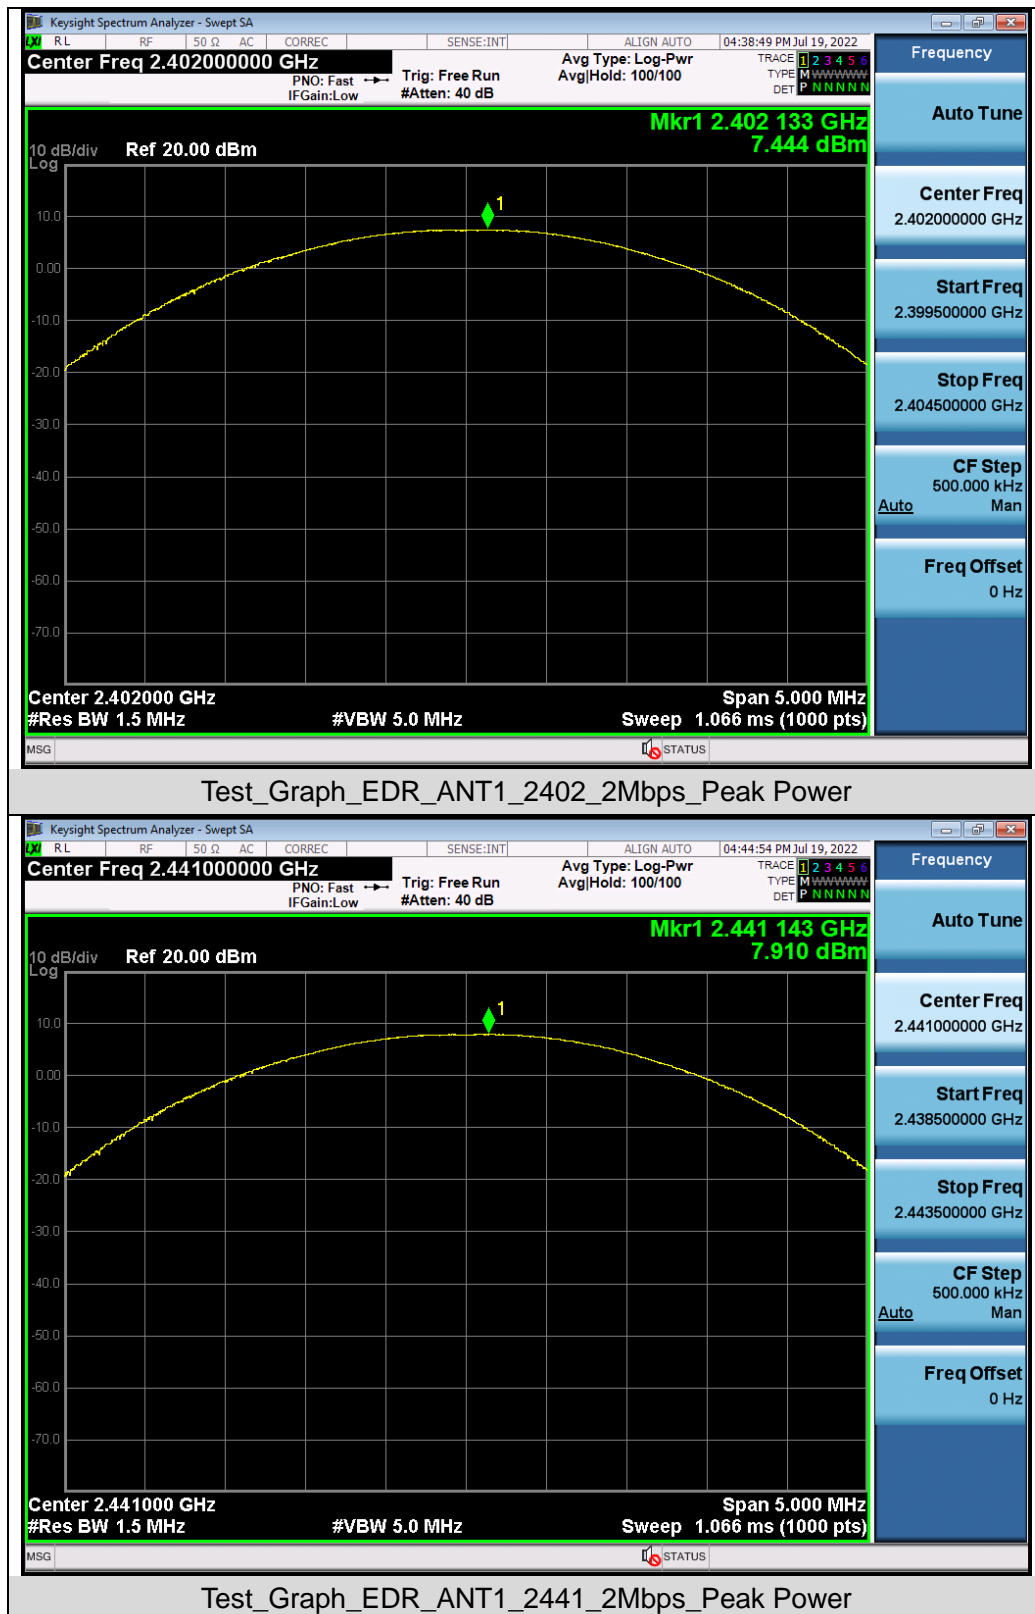 Keysight Spectrum Analyzer - Swept SA
LXI RL RF 50 Ω AC CORREC SENSE:INT ALIGN AUTO 04:38:49 PM Jul 19, 2022
Center Freq 2.402000000 GHz
PNO: Fast
IFGain:Low
Trig: Free Run
#Atten: 40 dB
Avg Type: Log-Pwr
Avg|Hold: 100/100
TRACE 1 2 3 4 5 6
TYPE M WWWWW
DET P N N N N N
Mkr1 2.402 133 GHz
7.444 dBm
10 dB/div Ref 20.00 dBm
Log
1
10.0
0.00
-10.0
-20.0
-30.0
-40.0
-50.0
-60.0
-70.0
Center 2.402000 GHz Span 5.000 MHz
#Res BW 1.5 MHz #VBW 5.0 MHz Sweep 1.066 ms (1000 pts)
MSG STATUS
Frequency
Auto Tune
Center Freq
2.402000000 GHz
Start Freq
2.399500000 GHz
Stop Freq
2.404500000 GHz
CF Step
500.000 kHz
Auto Man
Freq Offset
0 Hz
Test_Graph_EDR_ANT1_2402_2Mbps_Peak Power
Keysight Spectrum Analyzer - Swept SA
LXI RL RF 50 Ω AC CORREC SENSE:INT ALIGN AUTO 04:44:54 PM Jul 19, 2022
Center Freq 2.441000000 GHz
PNO: Fast
IFGain:Low
Trig: Free Run
#Atten: 40 dB
Avg Type: Log-Pwr
Avg|Hold: 100/100
TRACE 1 2 3 4 5 6
TYPE M WWWWW
DET P N N N N N
Mkr1 2.441 143 GHz
7.910 dBm
10 dB/div Ref 20.00 dBm
Log
1
10.0
0.00
-10.0
-20.0
-30.0
-40.0
-50.0
-60.0
-70.0
Center 2.441000 GHz Span 5.000 MHz
#Res BW 1.5 MHz #VBW 5.0 MHz Sweep 1.066 ms (1000 pts)
MSG STATUS
Frequency
Auto Tune
Center Freq
2.441000000 GHz
Start Freq
2.438500000 GHz
Stop Freq
2.443500000 GHz
CF Step
500.000 kHz
Auto Man
Freq Offset
0 Hz
Test_Graph_EDR_ANT1_2441_2Mbps_Peak Power